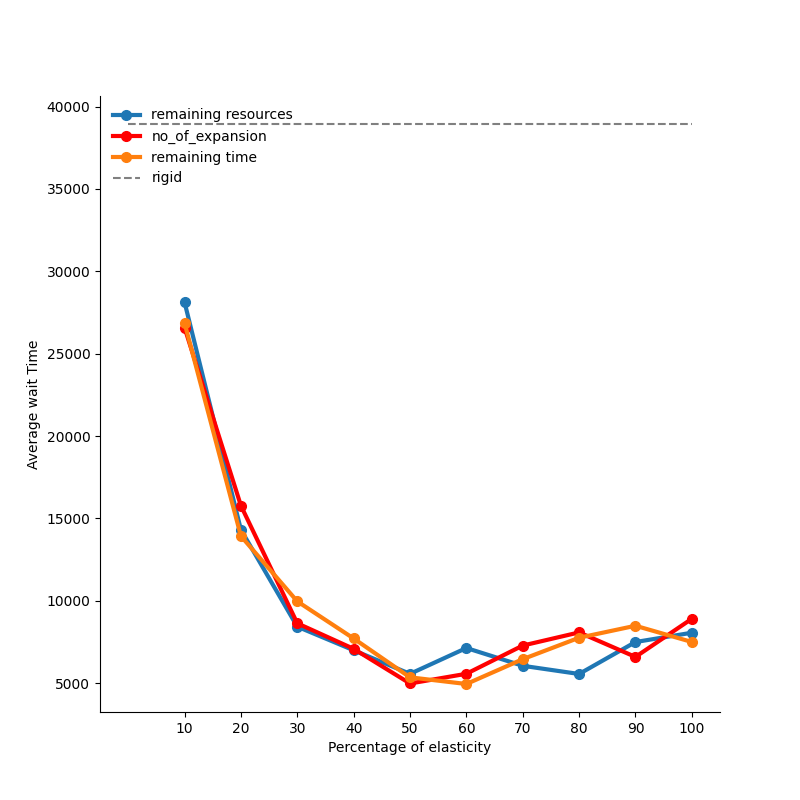 remaining resources
no_of_expansion
remaining time
rigid
40000
35000
30000
25000
20000
15000
10000
5000
Average wait Time
10 20 30 40 50 60 70 80 90 100
Percentage of elasticity